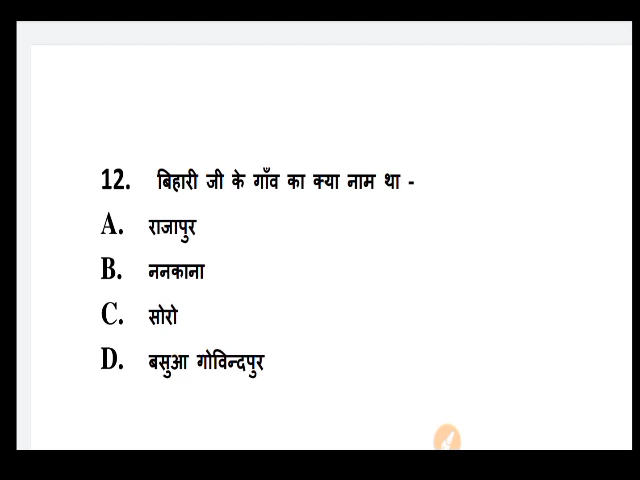 12. बिहारी जी के गाँव का क्या नाम था -
A. राजापुर
B. ननकाना
C. सोरो
D. बसुआ गोविन्दपुर